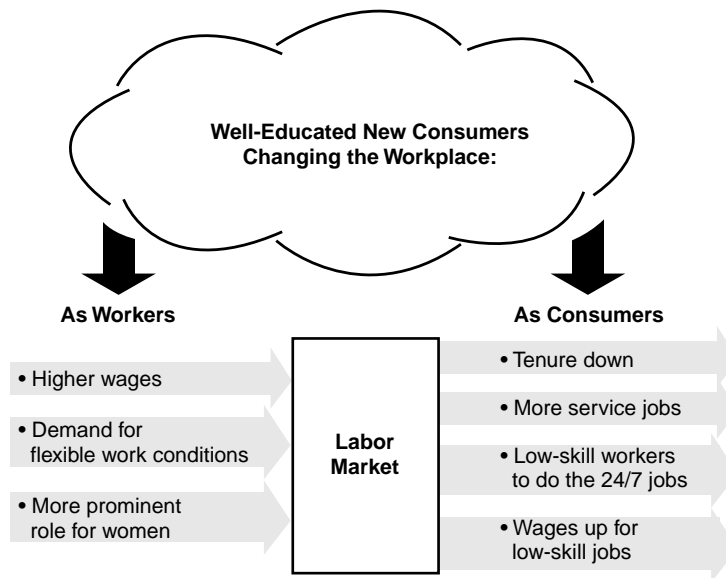 Well-Educated New Consumers
Changing the Workplace:
As Workers
As Consumers
• Higher wages
• Demand for
flexible work conditions
• More prominent
role for women
Labor
Market
• Tenure down
• More service jobs
• Low-skill workers
to do the 24/7 jobs
• Wages up for
low-skill jobs